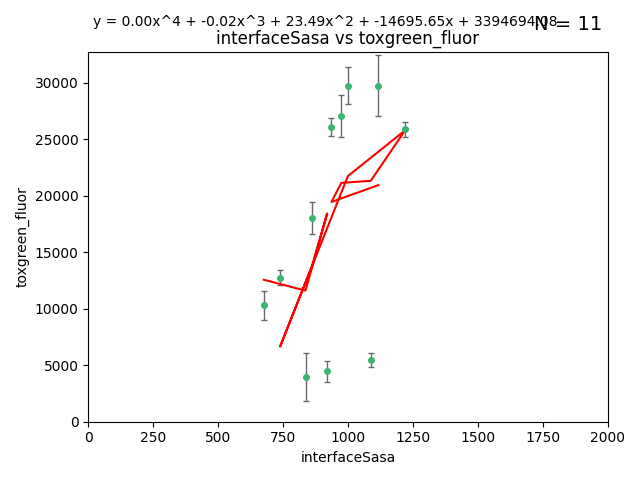 y = 0.00x^4 + -0.02x^3 + 23.49x^2 + -14695.65x + 3394694.08
N = 11
interfaceSasa vs toxgreen_fluor
30000
25000
20000
15000
10000
5000
0
toxgreen_fluor
0 250 500 750 1000 1250 1500 1750 2000
interfaceSasa